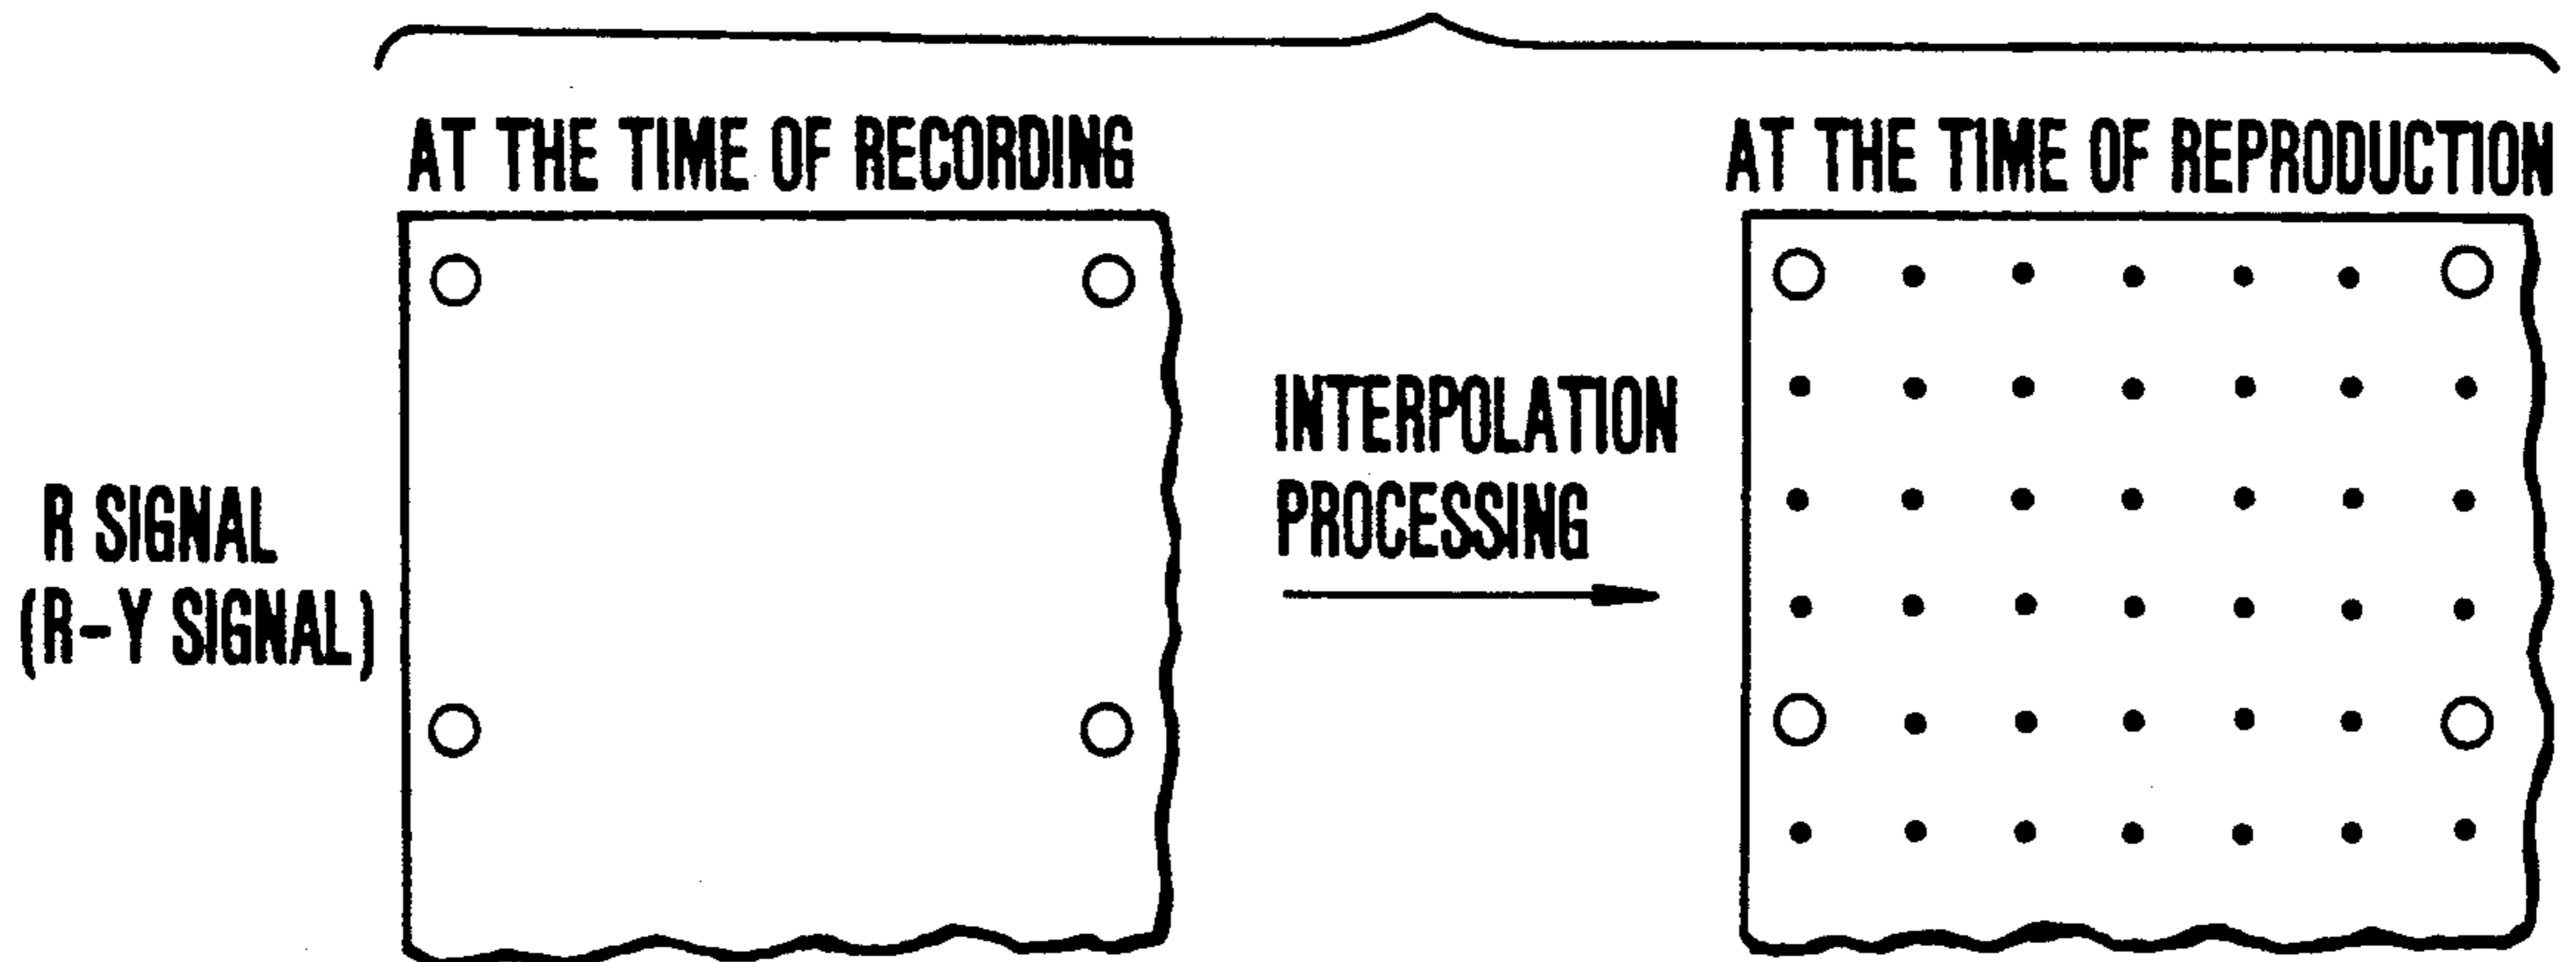 AT THE TIME OF RECORDING
AT THE TIME OF REPRODUCTION
INTERPOLATION
PROCESSING
R SIGNAL
(R-Y SIGNAL)